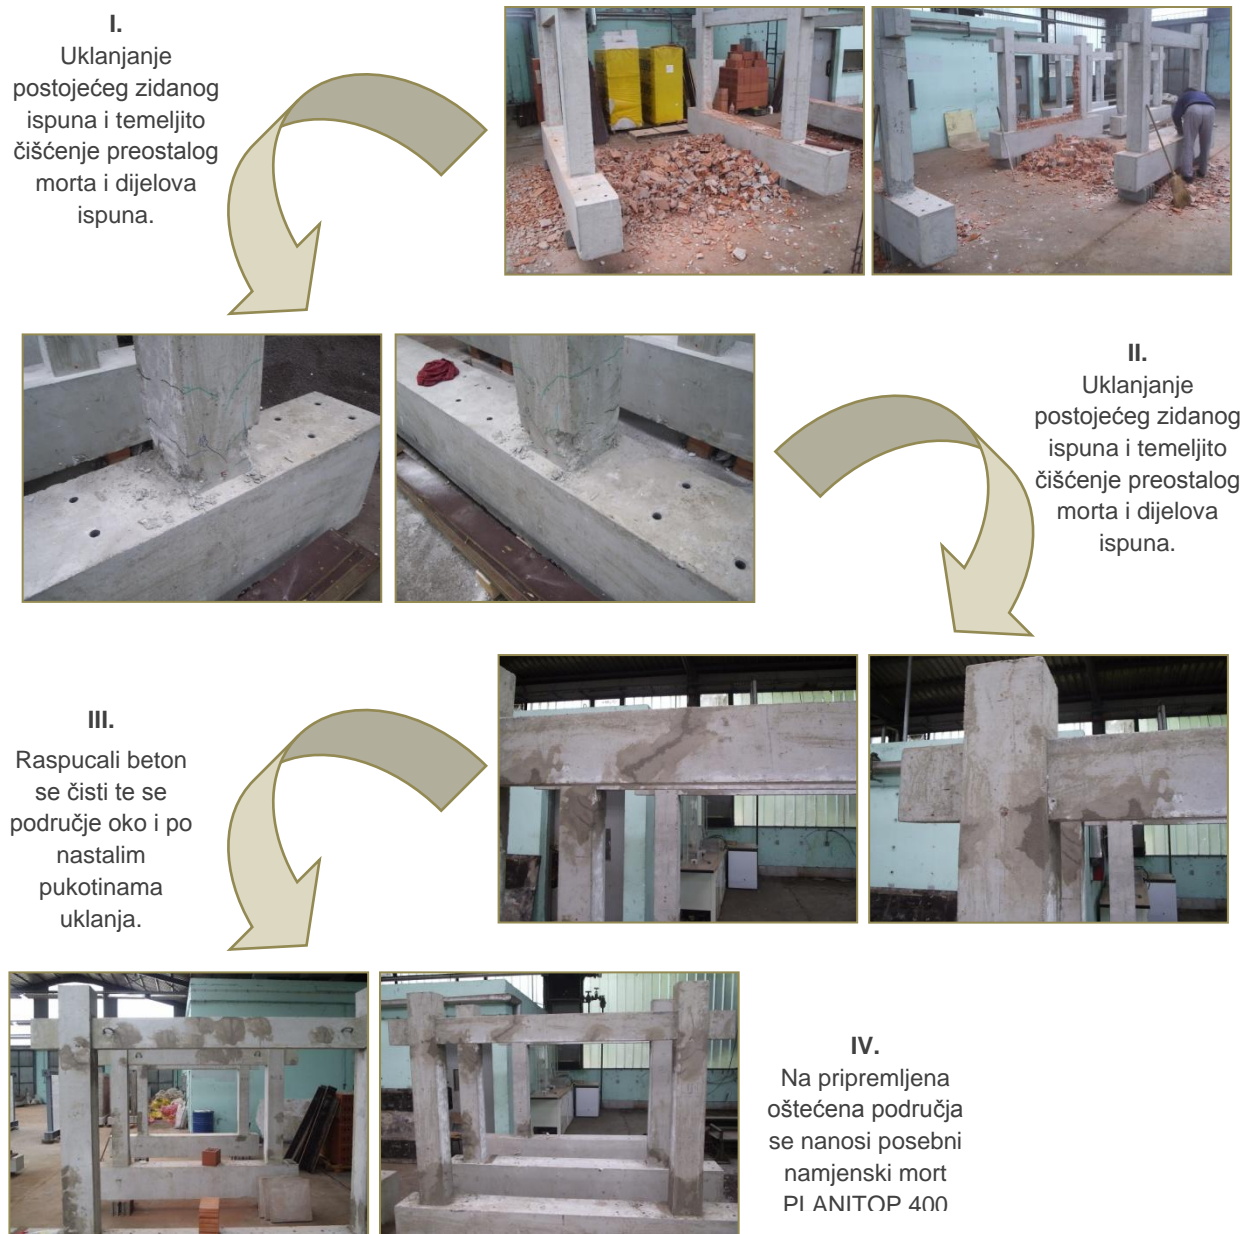 I.
Uklanjanje
postojećeg zidanog
ispuna i temeljito
čišćenje preostalog
morta i dijelova
ispuna.
II.
Uklanjanje
postojećeg zidanog
ispuna i temeljito
čišćenje preostalog
morta i dijelova
ispuna.
III.
Raspucali beton
se čisti te se
područje oko i po
nastalim
pukotinama
uklanja.
IV.
Na pripremljena
oštećena područja
se nanosi posebni
namjenski mort
PLANITOP 400